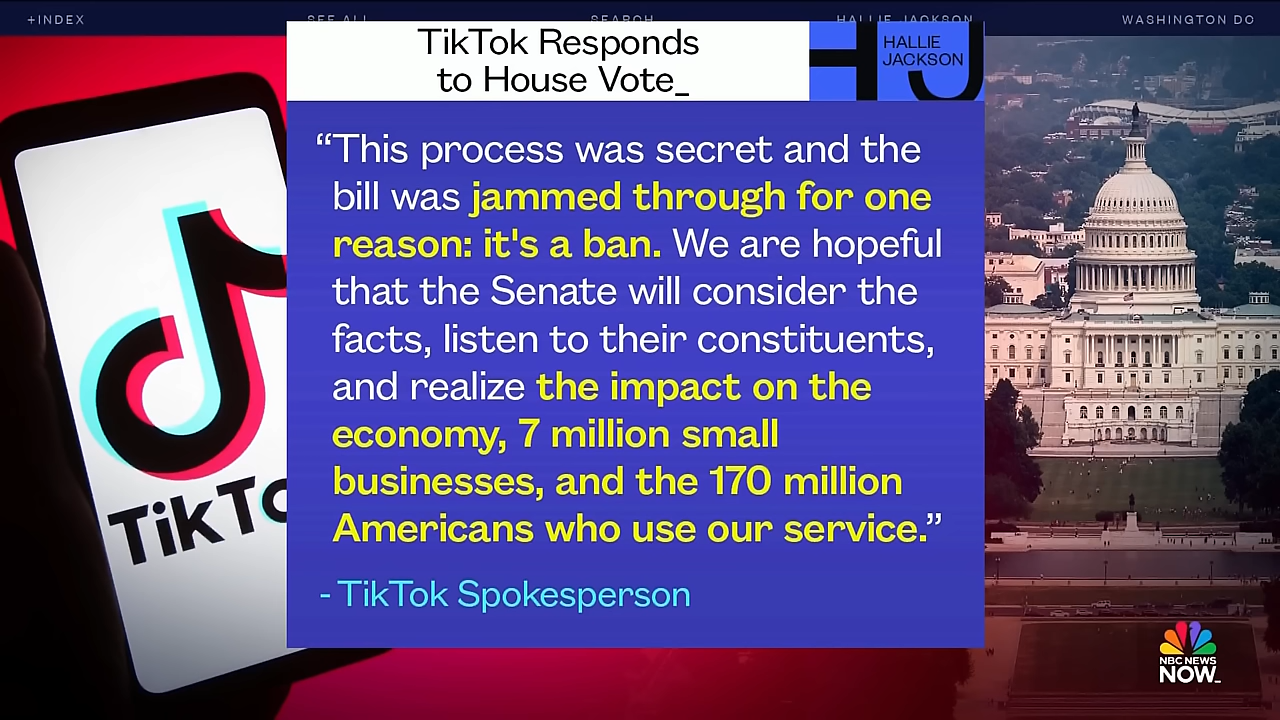 +INDEX
SEE ALL
SEARCH
HALLIE JACKSON
WASHINGTON DC
TikTok Responds
to House Vote_
HALLIE
JACKSON
“This process was secret and the
bill was jammed through for one
reason: it's a ban. We are hopeful
that the Senate will consider the
facts, listen to their constituents,
and realize the impact on the
economy, 7 million small
businesses, and the 170 million
Americans who use our service.”
- TikTok Spokesperson
TikTo
NBC NEWS
NOW_